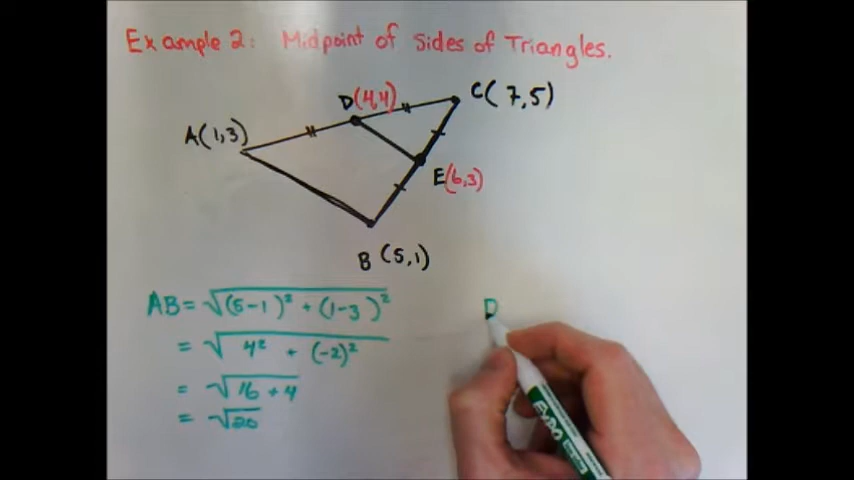 Example 2: Midpoint of Sides of Triangles.
D(4,4)
C(7,5)
A(1,3)
E(6,3)
B(5,1)
AB = √(5-1)² + (1-3)²
= √4² + (-2)²
= √16 + 4
= √20
D
EXPO